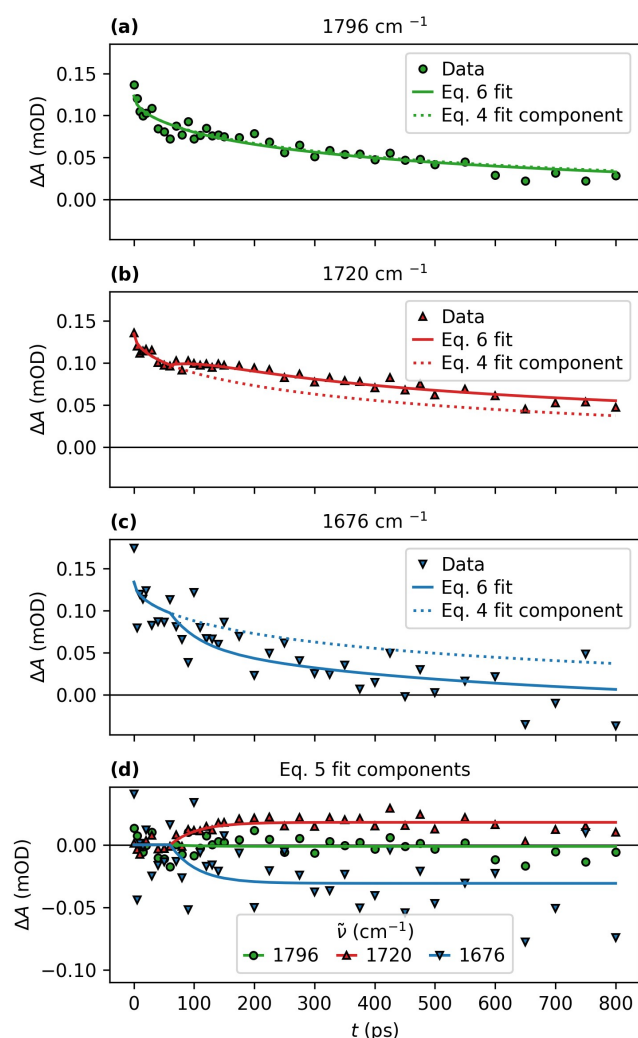 (a) 1796 cm⁻¹
0.15
0.10
0.05
0.00
ΔA (mOD)
Data
Eq. 6 fit
Eq. 4 fit component
(b) 1720 cm⁻¹
0.15
0.10
0.05
0.00
ΔA (mOD)
Data
Eq. 6 fit
Eq. 4 fit component
(c) 1676 cm⁻¹
0.15
0.10
0.05
0.00
ΔA (mOD)
Data
Eq. 6 fit
Eq. 4 fit component
(d) Eq. 5 fit components
0.00
−0.05
−0.10
ΔA (mOD)
ν̃ (cm⁻¹)
1796 1720 1676
0 100 200 300 400 500 600 700 800
t (ps)